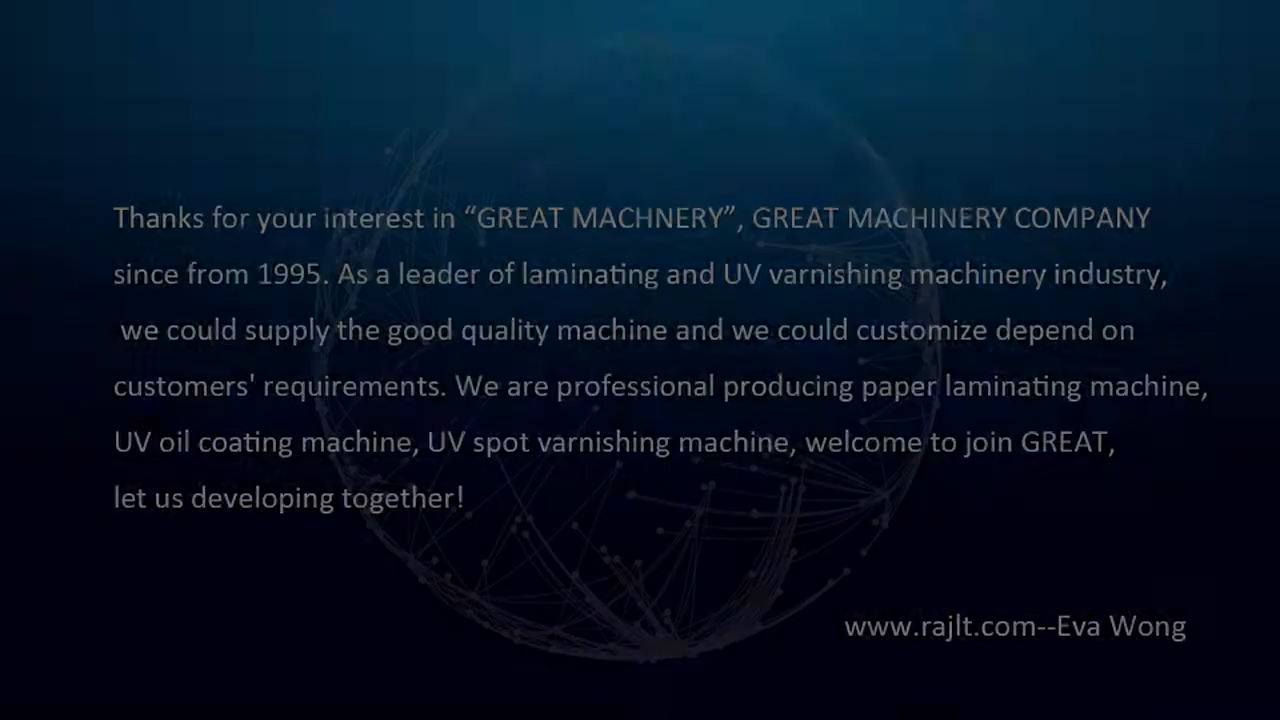 Thanks for your interest in “GREAT MACHNERY”, GREAT MACHINERY COMPANY
since from 1995. As a leader of laminating and UV varnishing machinery industry,
we could supply the good quality machine and we could customize depend on
customers' requirements. We are professional producing paper laminating machine,
UV oil coating machine, UV spot varnishing machine, welcome to join GREAT,
let us developing together!
www.rajlt.com--Eva Wong